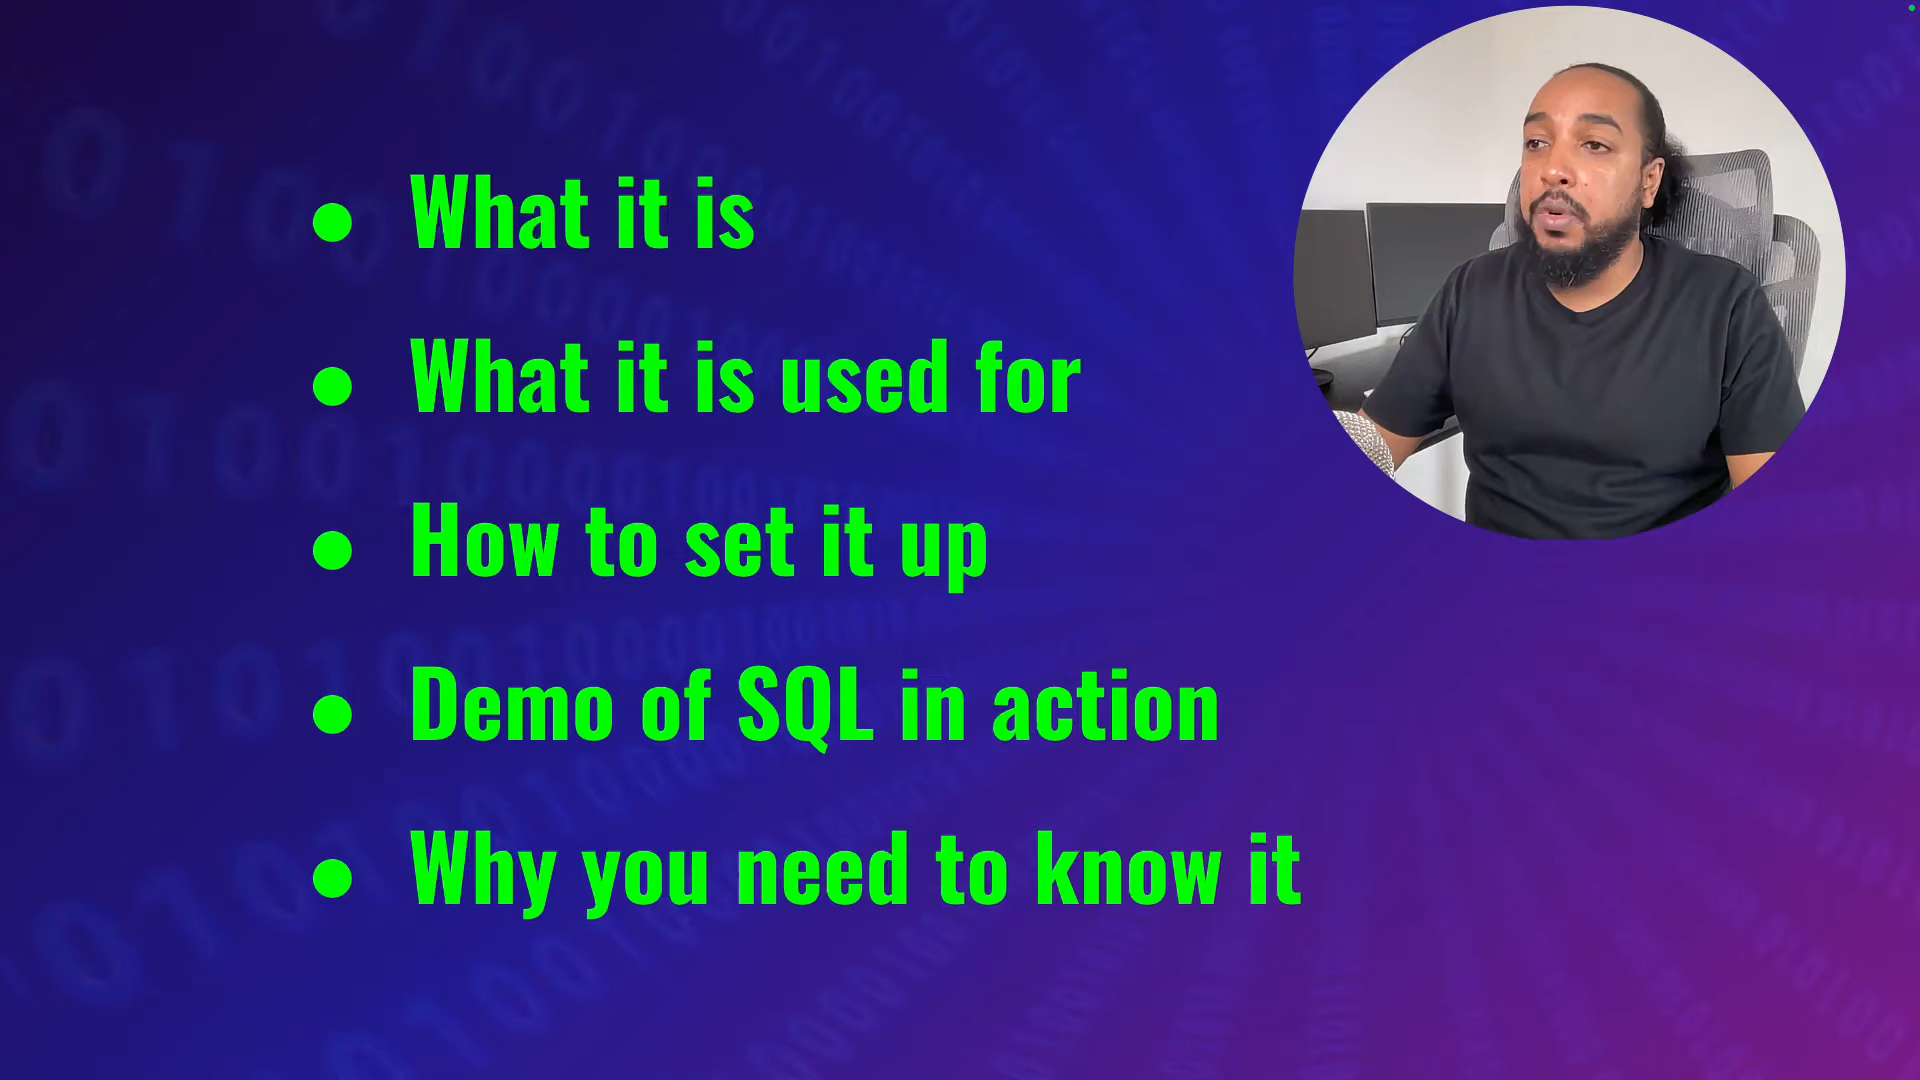 ● What it is
● What it is used for
● How to set it up
● Demo of SQL in action
● Why you need to know it